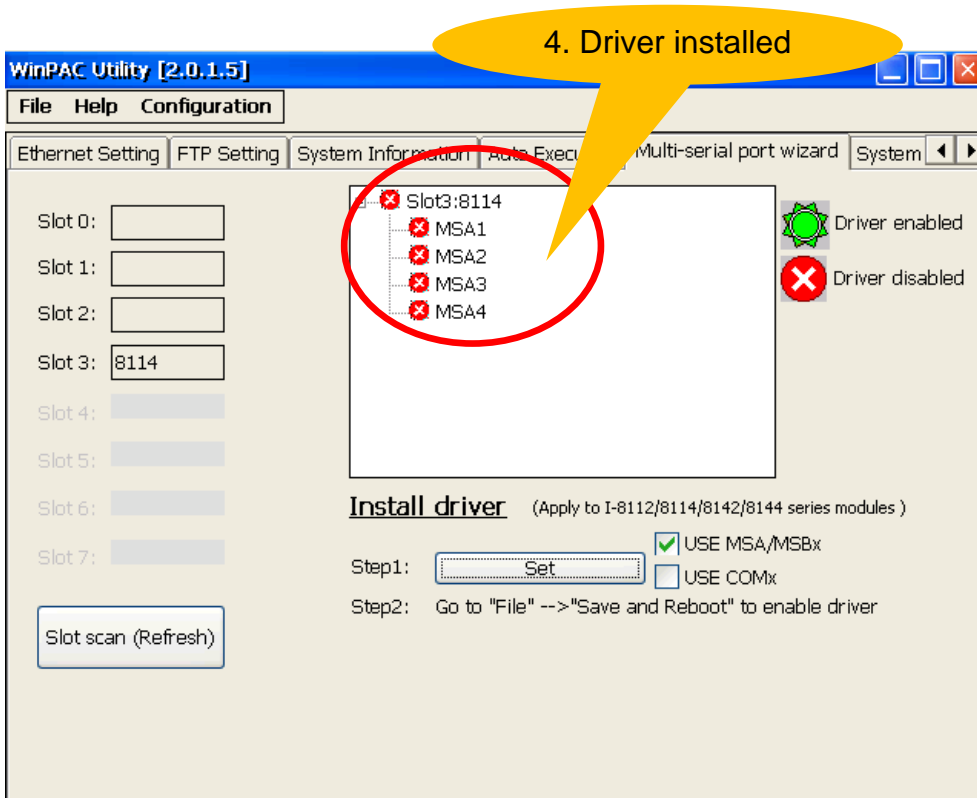 4. Driver installed
WinPAC Utility [2.0.1.5]
File Help Configuration
Ethernet Setting FTP Setting System Information Auto Multi-serial port wizard System
Slot 0:
Slot 1:
Slot 2:
Slot 3: 8114
Slot 4:
Slot 5:
Slot 6:
Slot 7:
Slot scan (Refresh)
Slot3:8114
MSA1
MSA2
MSA3
MSA4
Driver enabled
Driver disabled
Install driver (Apply to I-8112/8114/8142/8144 series modules )
Step1: Set
USE MSA/MSBx
USE COMx
Step2: Go to "File" -->"Save and Reboot" to enable driver